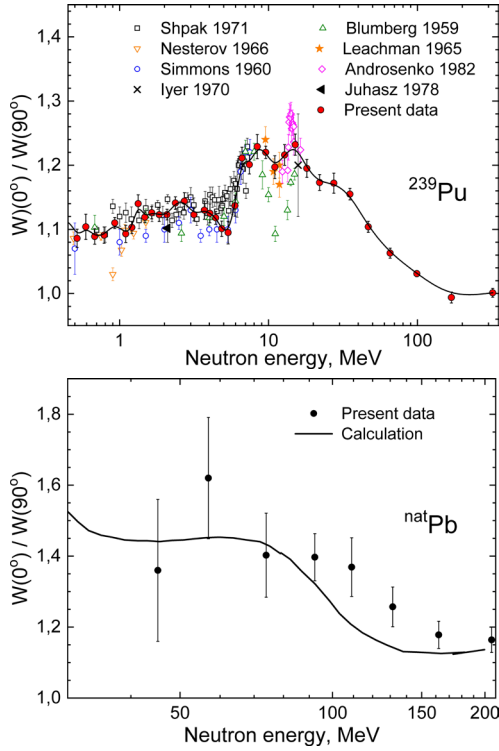 1,4
1,3
1,2
1,1
1,0
W)(0°) / W(90°)
Shpak 1971
Nesterov 1966
Simmons 1960
Iyer 1970
Blumberg 1959
Leachman 1965
Androsenko 1982
Juhasz 1978
Present data
239Pu
1 10 100
Neutron energy, MeV
1,8
1,6
1,4
1,2
1,0
W(0°) / W(90°)
Present data
Calculation
natPb
50 100 150 200
Neutron energy, MeV